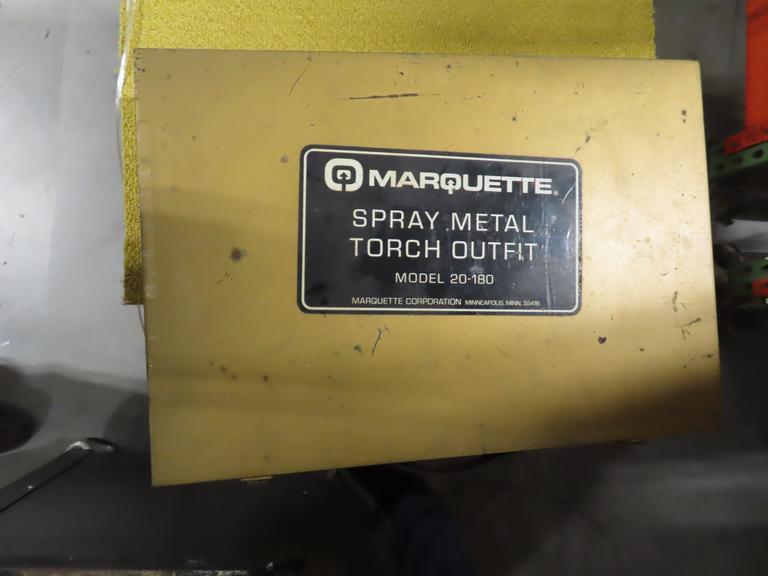 MARQUETTE
SPRAY METAL
TORCH OUTFIT
MODEL 20-180
MARQUETTE CORPORATION MINNEAPOLIS, MINN. 55416